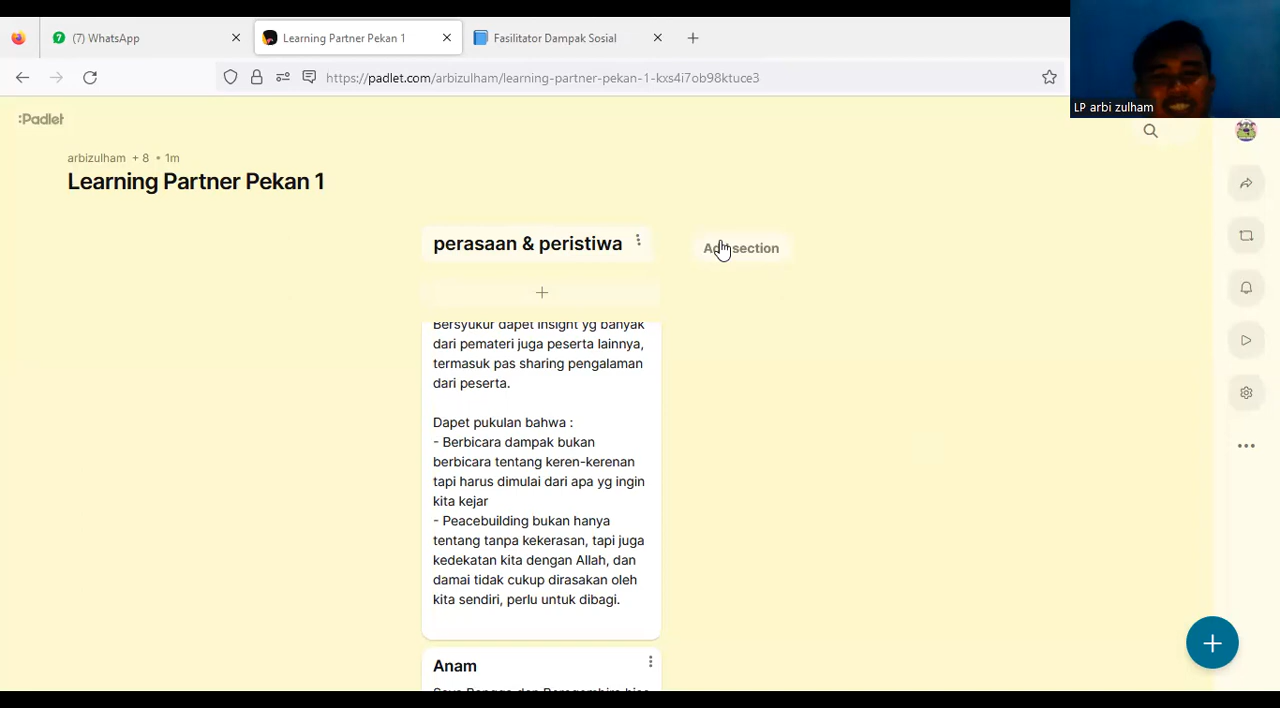 (7) WhatsApp
Learning Partner Pekan 1
Fasilitator Dampak Sosial
https://padlet.com/arbizulham/learning-partner-pekan-1-kxs4i7ob98ktuce3
LP arbi zulham
:Padlet
arbizulham + 8 • 1m
Learning Partner Pekan 1
perasaan & peristiwa
section
Bersyukur dapet insight yg banyak
dari pemateri juga peserta lainnya,
termasuk pas sharing pengalaman
dari peserta.
Dapet pukulan bahwa :
- Berbicara dampak bukan
berbicara tentang keren-kerenan
tapi harus dimulai dari apa yg ingin
kita kejar
- Peacebuilding bukan hanya
tentang tanpa kekerasan, tapi juga
kedekatan kita dengan Allah, dan
damai tidak cukup dirasakan oleh
kita sendiri, perlu untuk dibagi.
Anam